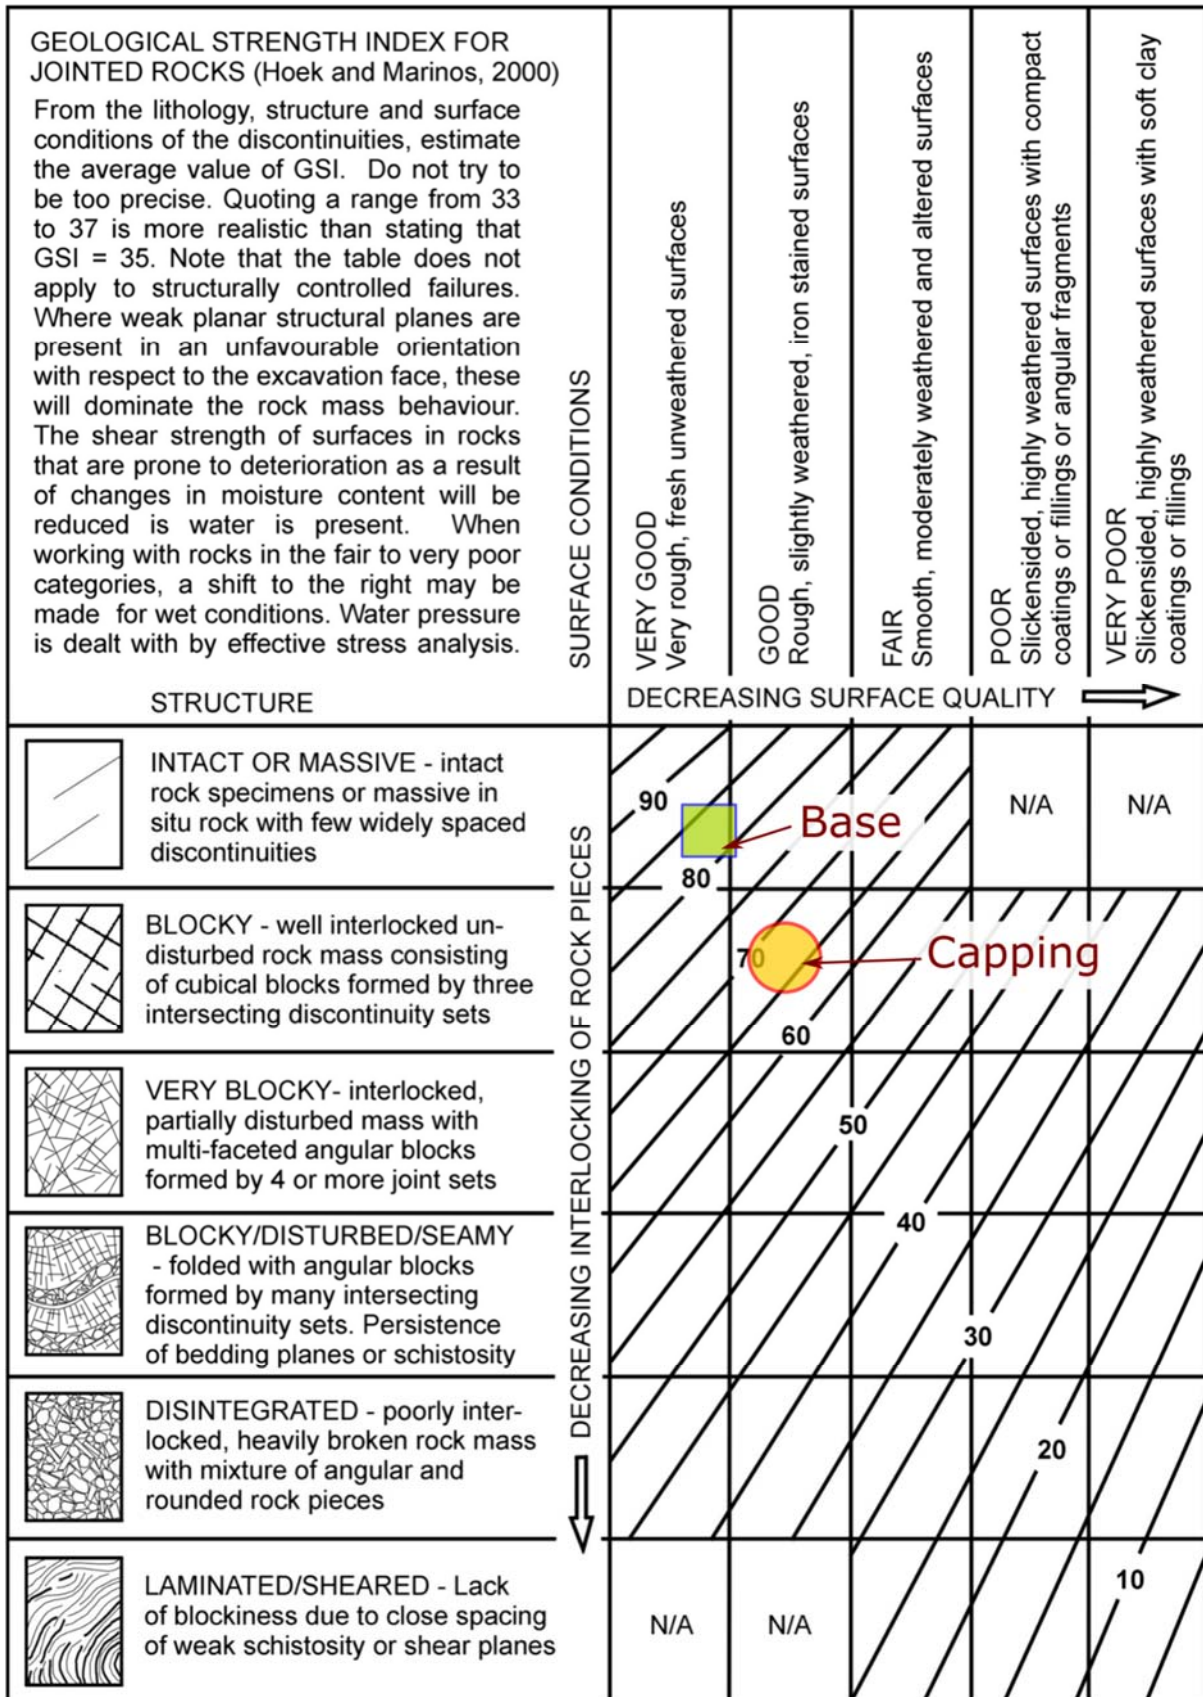 GEOLOGICAL STRENGTH INDEX FOR
JOINTED ROCKS (Hoek and Marinos, 2000)
From the lithology, structure and surface
conditions of the discontinuities, estimate
the average value of GSI. Do not try to
be too precise. Quoting a range from 33
to 37 is more realistic than stating that
GSI = 35. Note that the table does not
apply to structurally controlled failures.
Where weak planar structural planes are
present in an unfavourable orientation
with respect to the excavation face, these
will dominate the rock mass behaviour.
The shear strength of surfaces in rocks
that are prone to deterioration as a result
of changes in moisture content will be
reduced is water is present. When
working with rocks in the fair to very poor
categories, a shift to the right may be
made for wet conditions. Water pressure
is dealt with by effective stress analysis.
STRUCTURE
SURFACE CONDITIONS
VERY GOOD
Very rough, fresh unweathered surfaces
GOOD
Rough, slightly weathered, iron stained surfaces
FAIR
Smooth, moderately weathered and altered surfaces
POOR
Slickensided, highly weathered surfaces with compact
coatings or fillings or angular fragments
VERY POOR
Slickensided, highly weathered surfaces with soft clay
coatings or fillings
DECREASING SURFACE QUALITY
DECREASING INTERLOCKING OF ROCK PIECES
INTACT OR MASSIVE - intact
rock specimens or massive in
situ rock with few widely spaced
discontinuities
90
Base
80
N/A
N/A
BLOCKY - well interlocked un-
disturbed rock mass consisting
of cubical blocks formed by three
intersecting discontinuity sets
70
Capping
60
VERY BLOCKY- interlocked,
partially disturbed mass with
multi-faceted angular blocks
formed by 4 or more joint sets
50
BLOCKY/DISTURBED/SEAMY
- folded with angular blocks
formed by many intersecting
discontinuity sets. Persistence
of bedding planes or schistosity
40
30
DISINTEGRATED - poorly inter-
locked, heavily broken rock mass
with mixture of angular and
rounded rock pieces
20
LAMINATED/SHEARED - Lack
of blockiness due to close spacing
of weak schistosity or shear planes
N/A
N/A
10